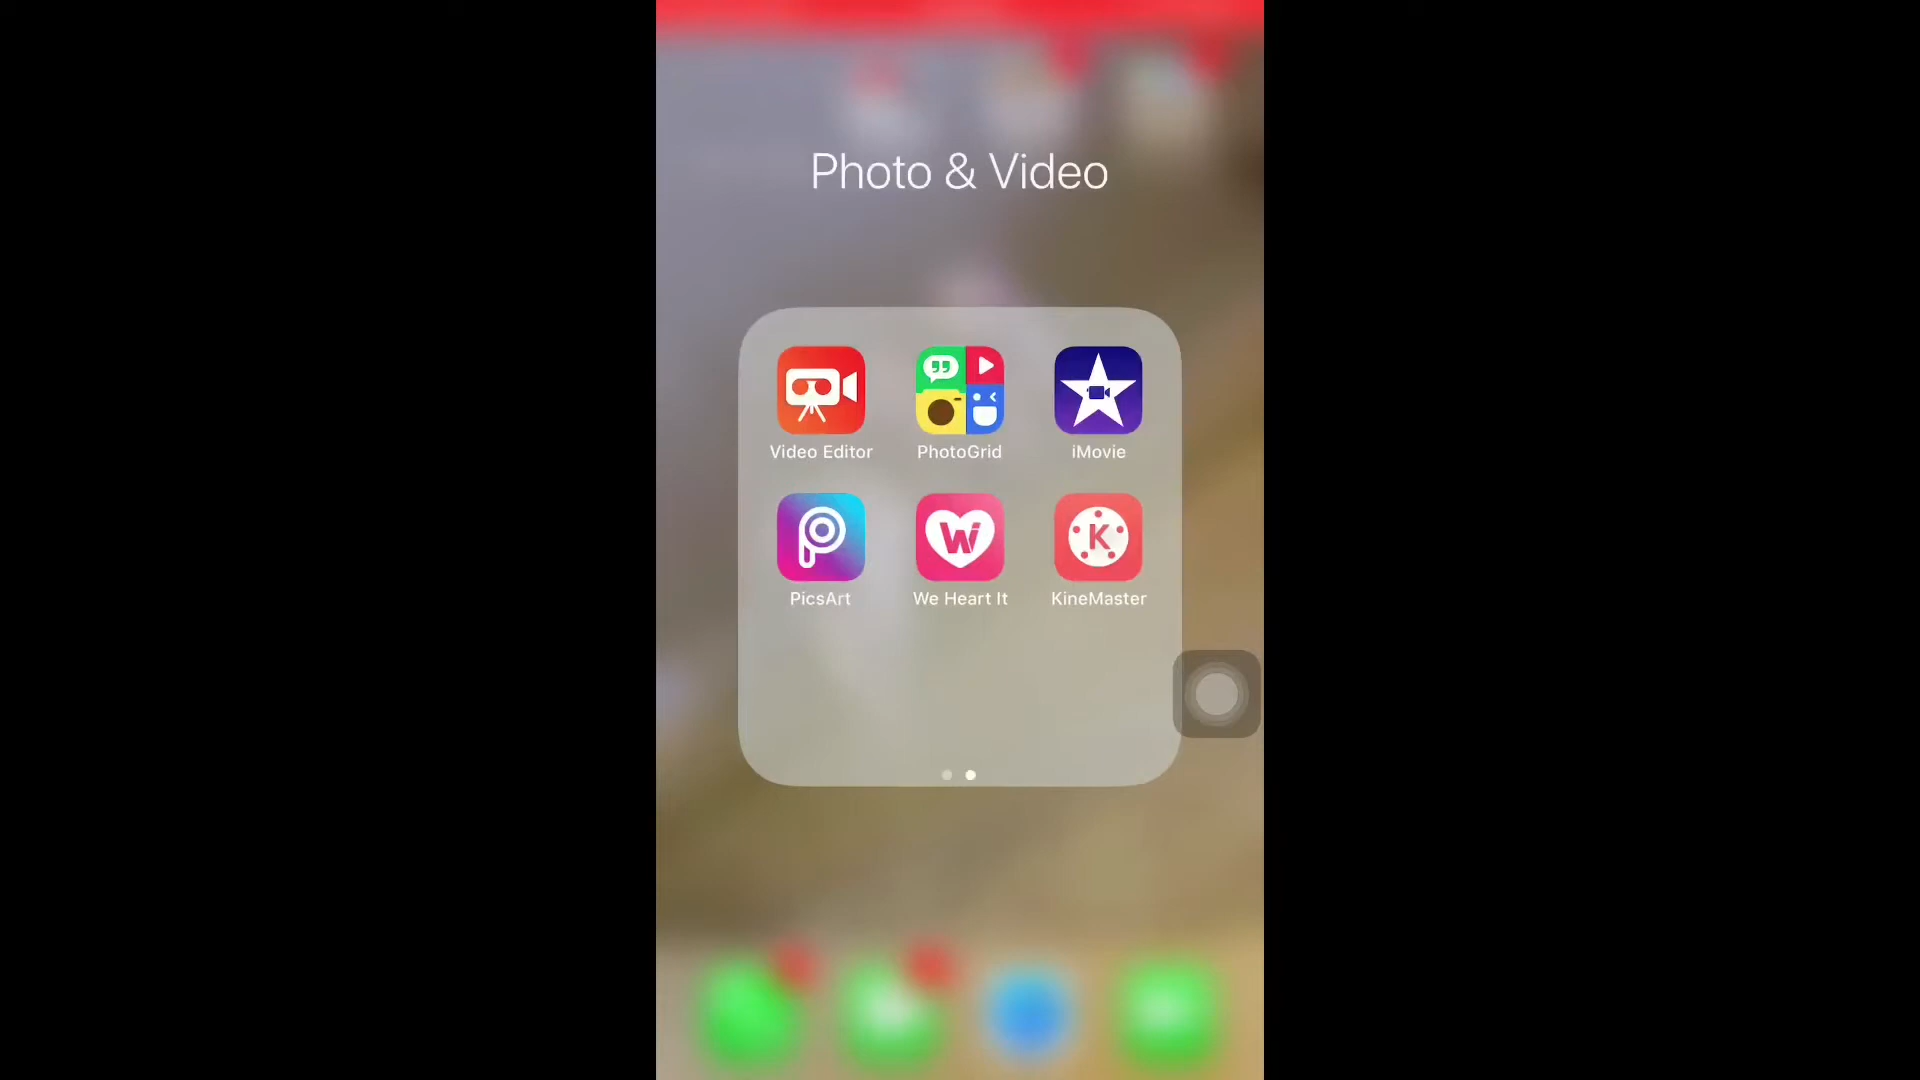 Photo & Video
Video Editor
PhotoGrid
iMovie
PicsArt
We Heart It
KineMaster